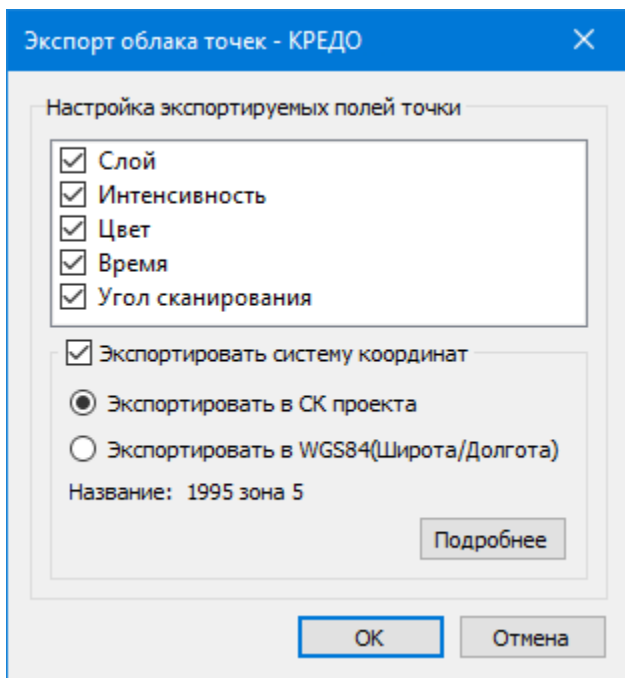 Экспорт облака точек - КРЕДО
Настройка экспортируемых полей точки
Слой
Интенсивность
Цвет
Время
Угол сканирования
Экспортировать систему координат
Экспортировать в СК проекта
Экспортировать в WGS84(Широта/Долгота)
Название: 1995 зона 5
Подробнее
ОК Отмена